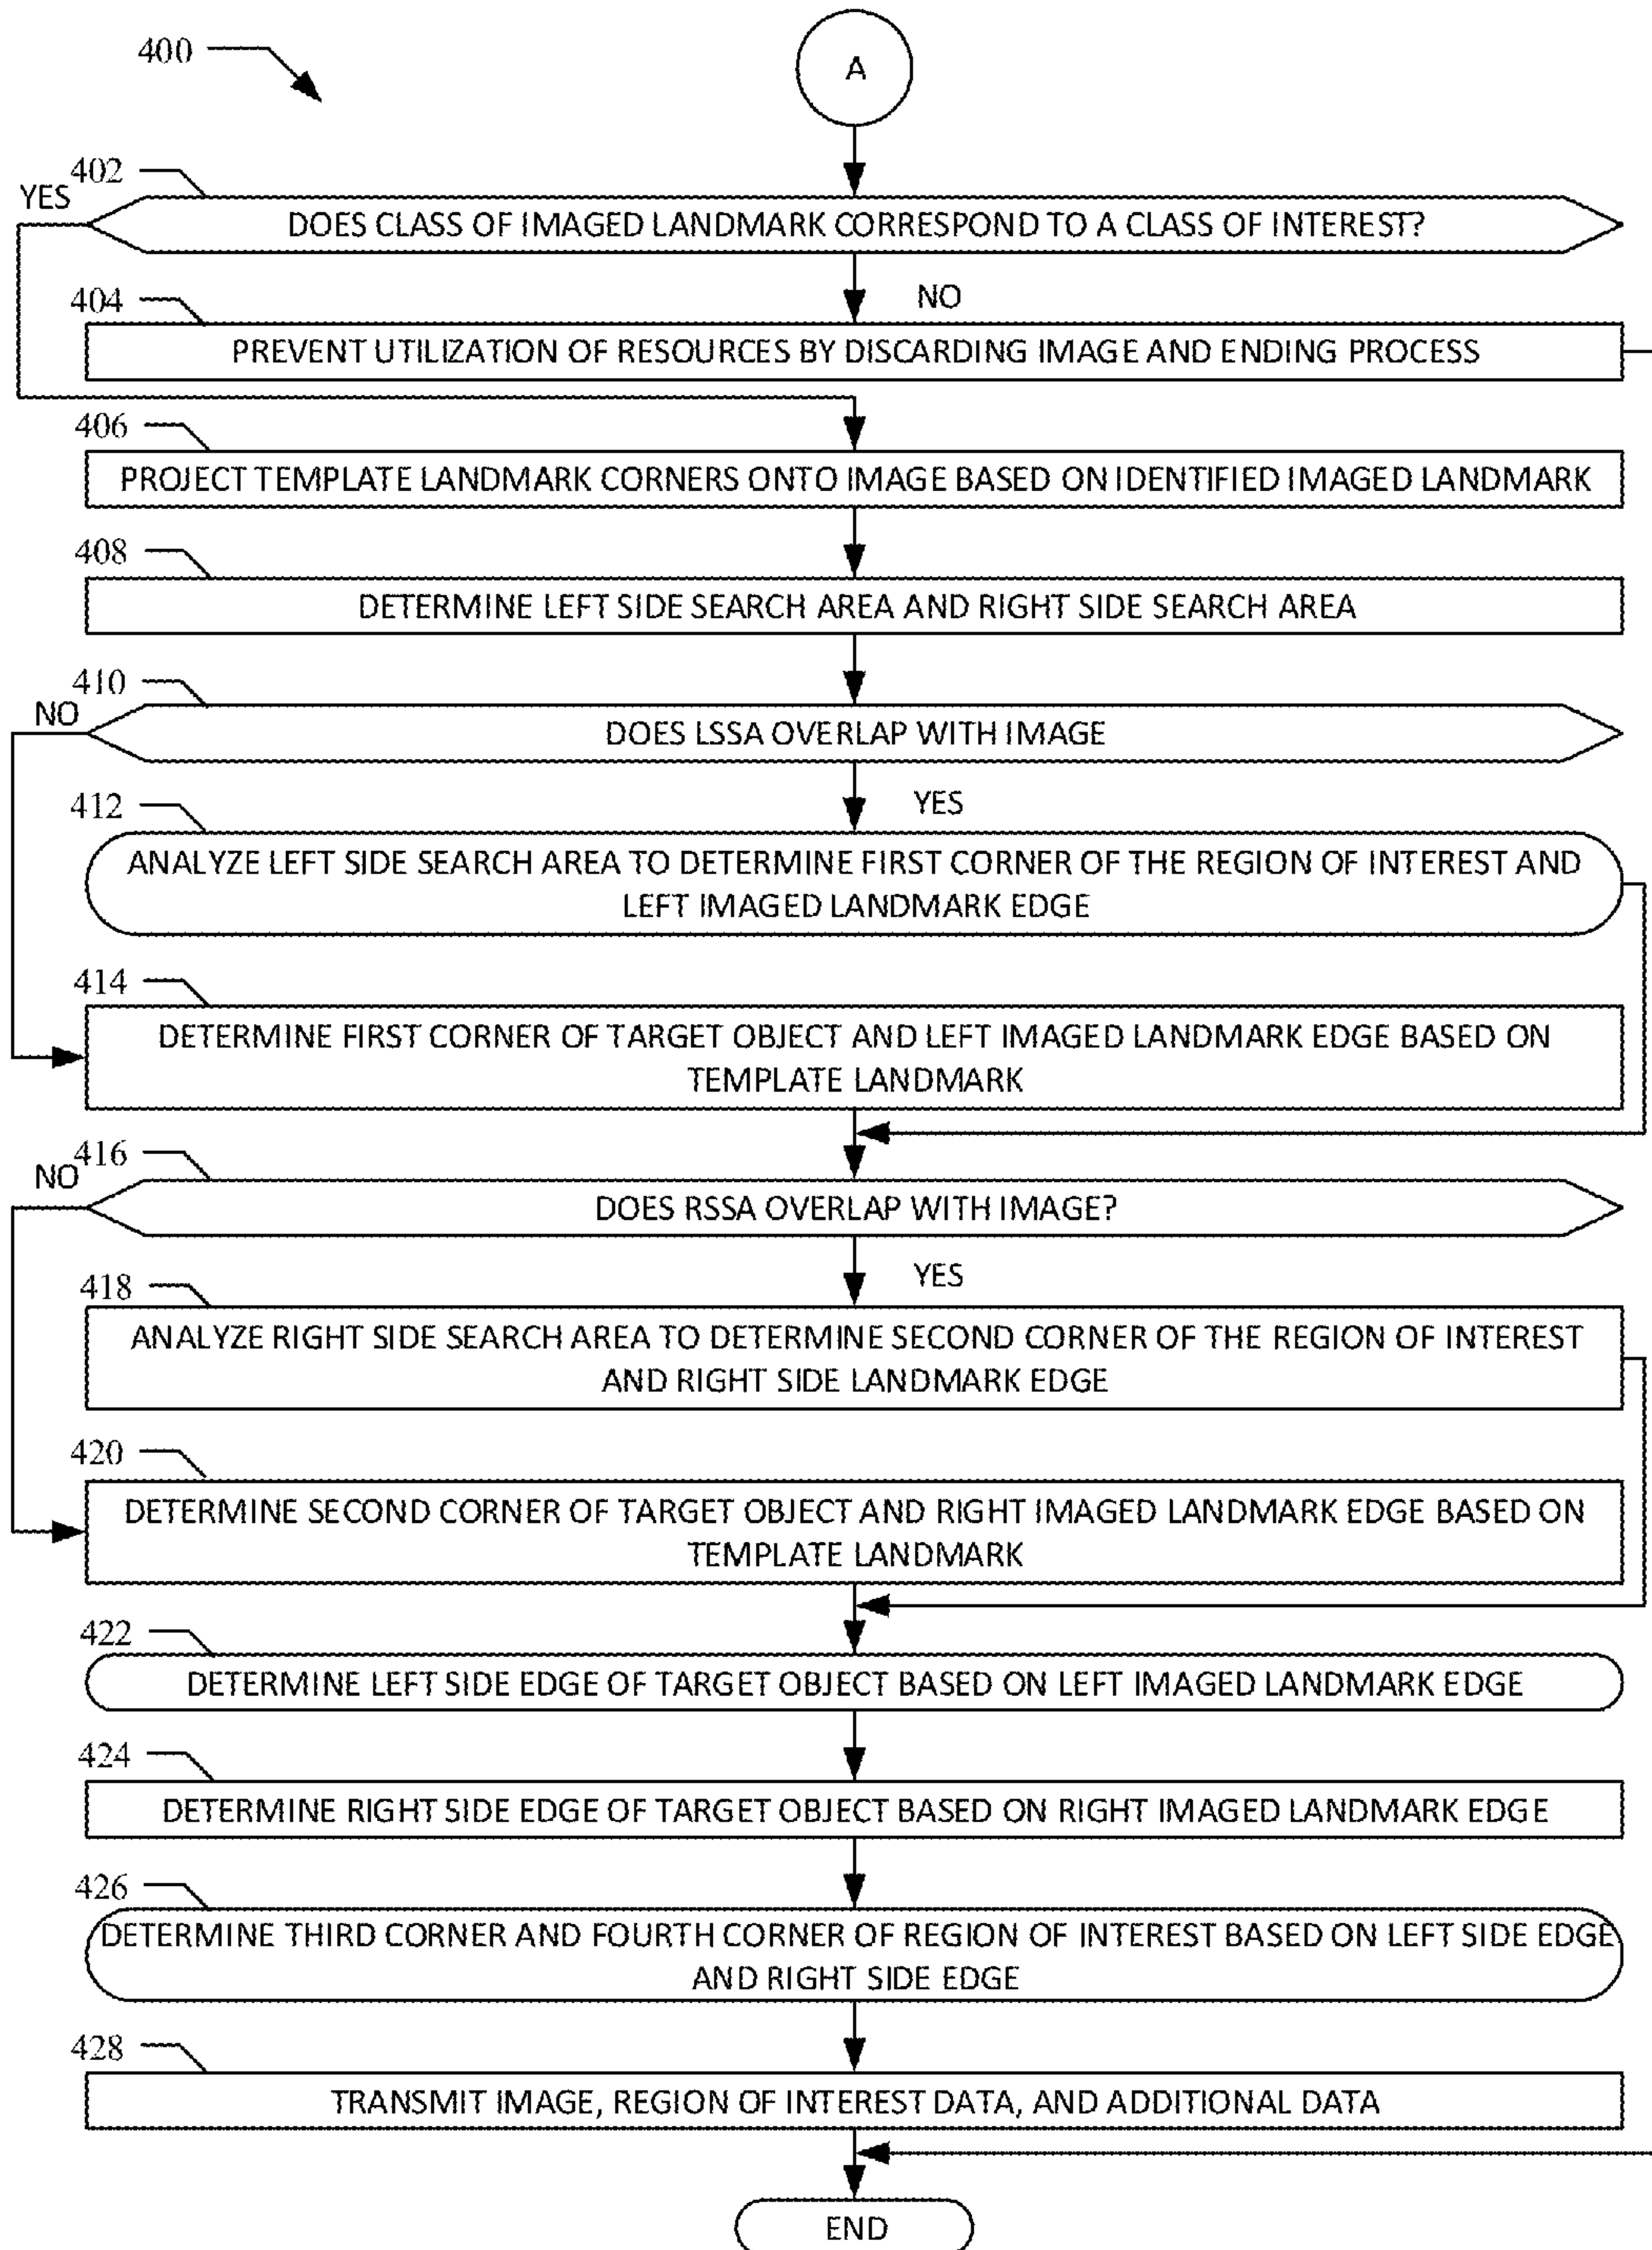 400
A
402
YES
DOES CLASS OF IMAGED LANDMARK CORRESPOND TO A CLASS OF INTEREST?
NO
404
PREVENT UTILIZATION OF RESOURCES BY DISCARDING IMAGE AND ENDING PROCESS
406
PROJECT TEMPLATE LANDMARK CORNERS ONTO IMAGE BASED ON IDENTIFIED IMAGED LANDMARK
408
DETERMINE LEFT SIDE SEARCH AREA AND RIGHT SIDE SEARCH AREA
410
NO
DOES LSSA OVERLAP WITH IMAGE
YES
412
ANALYZE LEFT SIDE SEARCH AREA TO DETERMINE FIRST CORNER OF THE REGION OF INTEREST AND
LEFT IMAGED LANDMARK EDGE
414
DETERMINE FIRST CORNER OF TARGET OBJECT AND LEFT IMAGED LANDMARK EDGE BASED ON
TEMPLATE LANDMARK
416
NO
DOES RSSA OVERLAP WITH IMAGE?
YES
418
ANALYZE RIGHT SIDE SEARCH AREA TO DETERMINE SECOND CORNER OF THE REGION OF INTEREST
AND RIGHT SIDE LANDMARK EDGE
420
DETERMINE SECOND CORNER OF TARGET OBJECT AND RIGHT IMAGED LANDMARK EDGE BASED ON
TEMPLATE LANDMARK
422
DETERMINE LEFT SIDE EDGE OF TARGET OBJECT BASED ON LEFT IMAGED LANDMARK EDGE
424
DETERMINE RIGHT SIDE EDGE OF TARGET OBJECT BASED ON RIGHT IMAGED LANDMARK EDGE
426
DETERMINE THIRD CORNER AND FOURTH CORNER OF REGION OF INTEREST BASED ON LEFT SIDE EDGE
AND RIGHT SIDE EDGE
428
TRANSMIT IMAGE, REGION OF INTEREST DATA, AND ADDITIONAL DATA
END